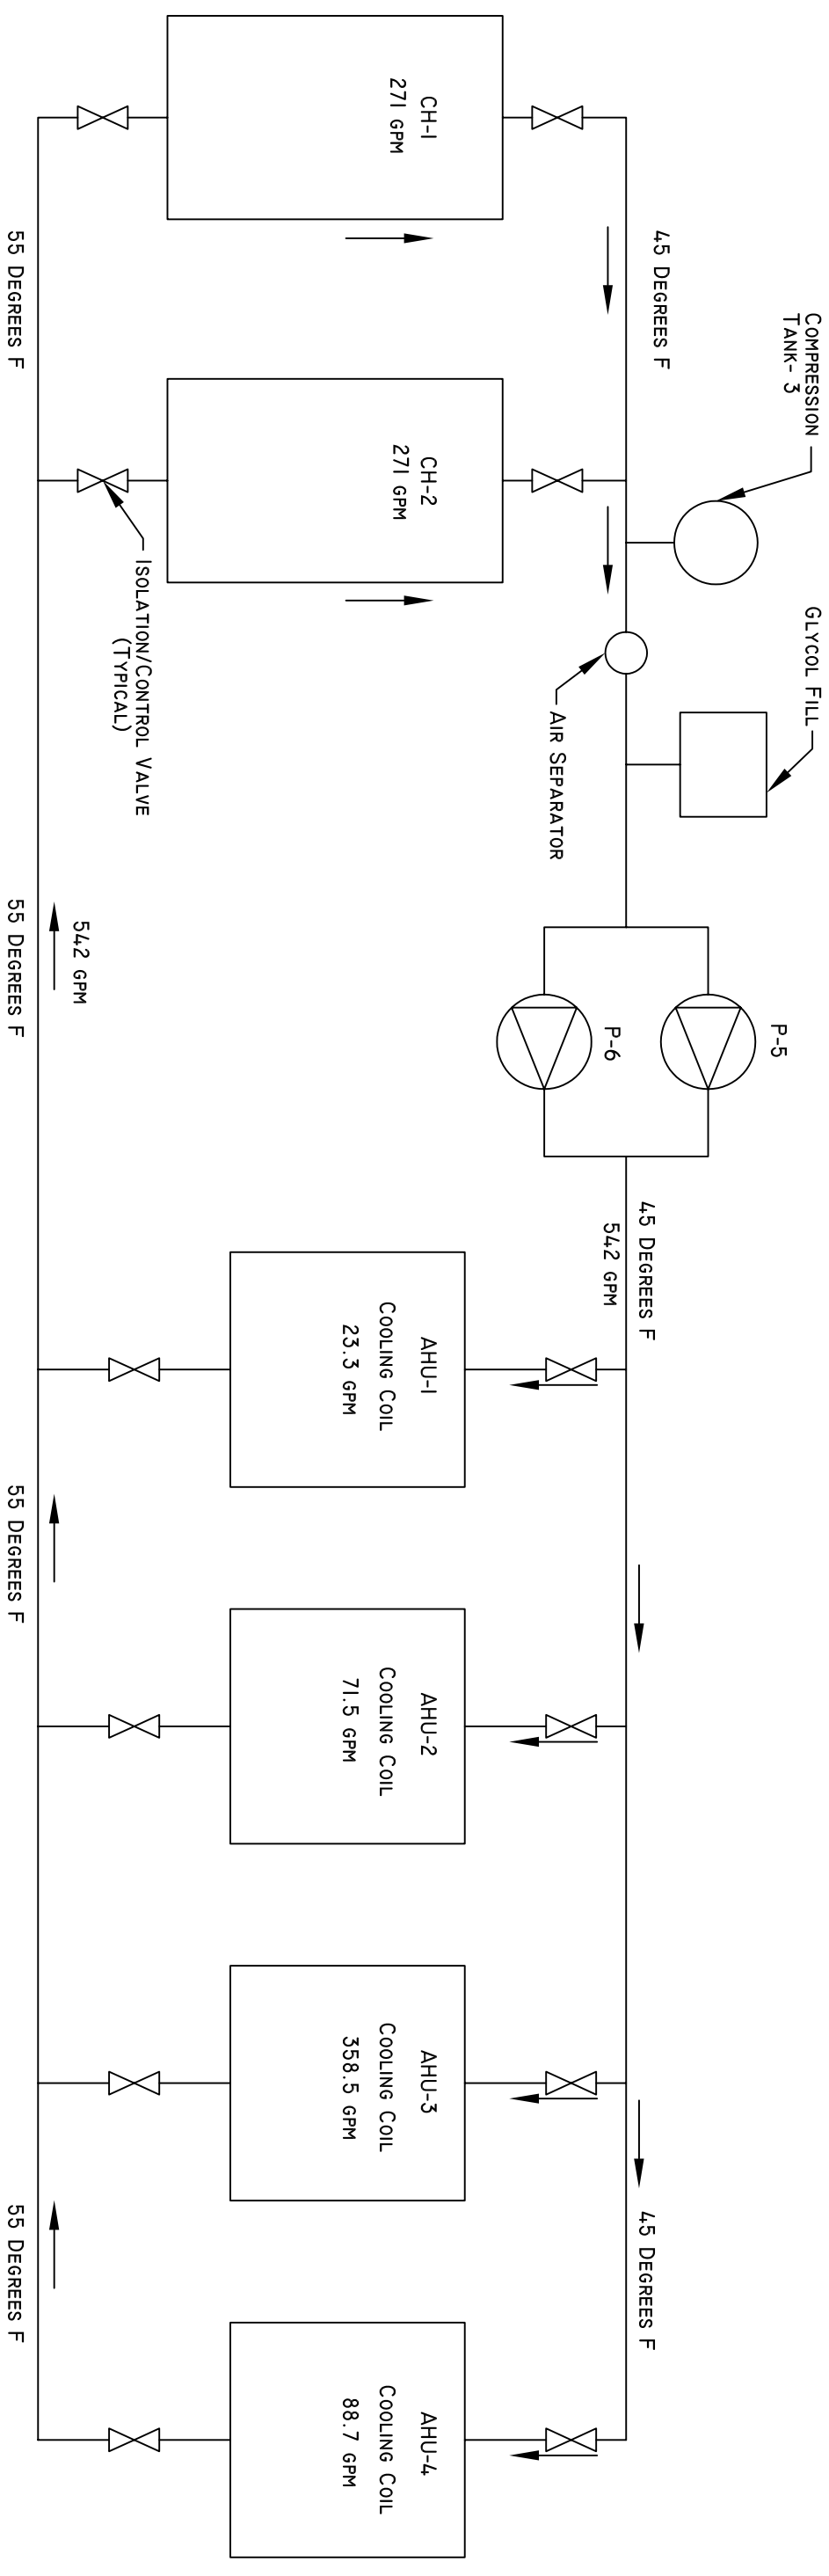 COMPRESSION
TANK- 3
GLYCOL FILL
P-5
45 DEGREES F
45 DEGREES F
45 DEGREES F
542 GPM
P-6
AIR SEPARATOR
CH-1
271 GPM
CH-2
271 GPM
AHU-1
COOLING COIL
23.3 GPM
AHU-2
COOLING COIL
71.5 GPM
AHU-3
COOLING COIL
358.5 GPM
AHU-4
COOLING COIL
88.7 GPM
ISOLATION/CONTROL VALVE
(TYPICAL)
542 GPM
55 DEGREES F
55 DEGREES F
55 DEGREES F
55 DEGREES F